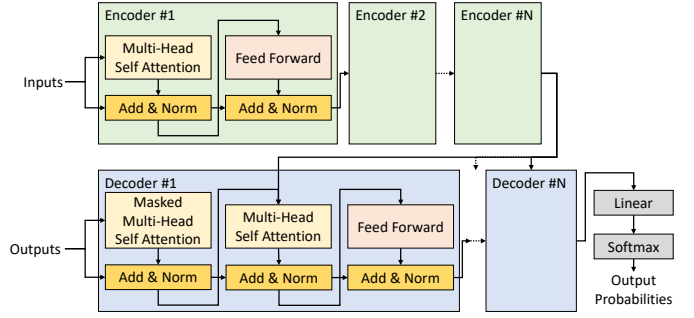 Encoder #1
Encoder #2
Encoder #N
Multi-Head
Self Attention
Feed Forward
Inputs
Add & Norm
Add & Norm
Decoder #1
Decoder #N
Masked
Multi-Head
Self Attention
Multi-Head
Self Attention
Feed Forward
Linear
Outputs
Softmax
Add & Norm
Add & Norm
Add & Norm
Output
Probabilities